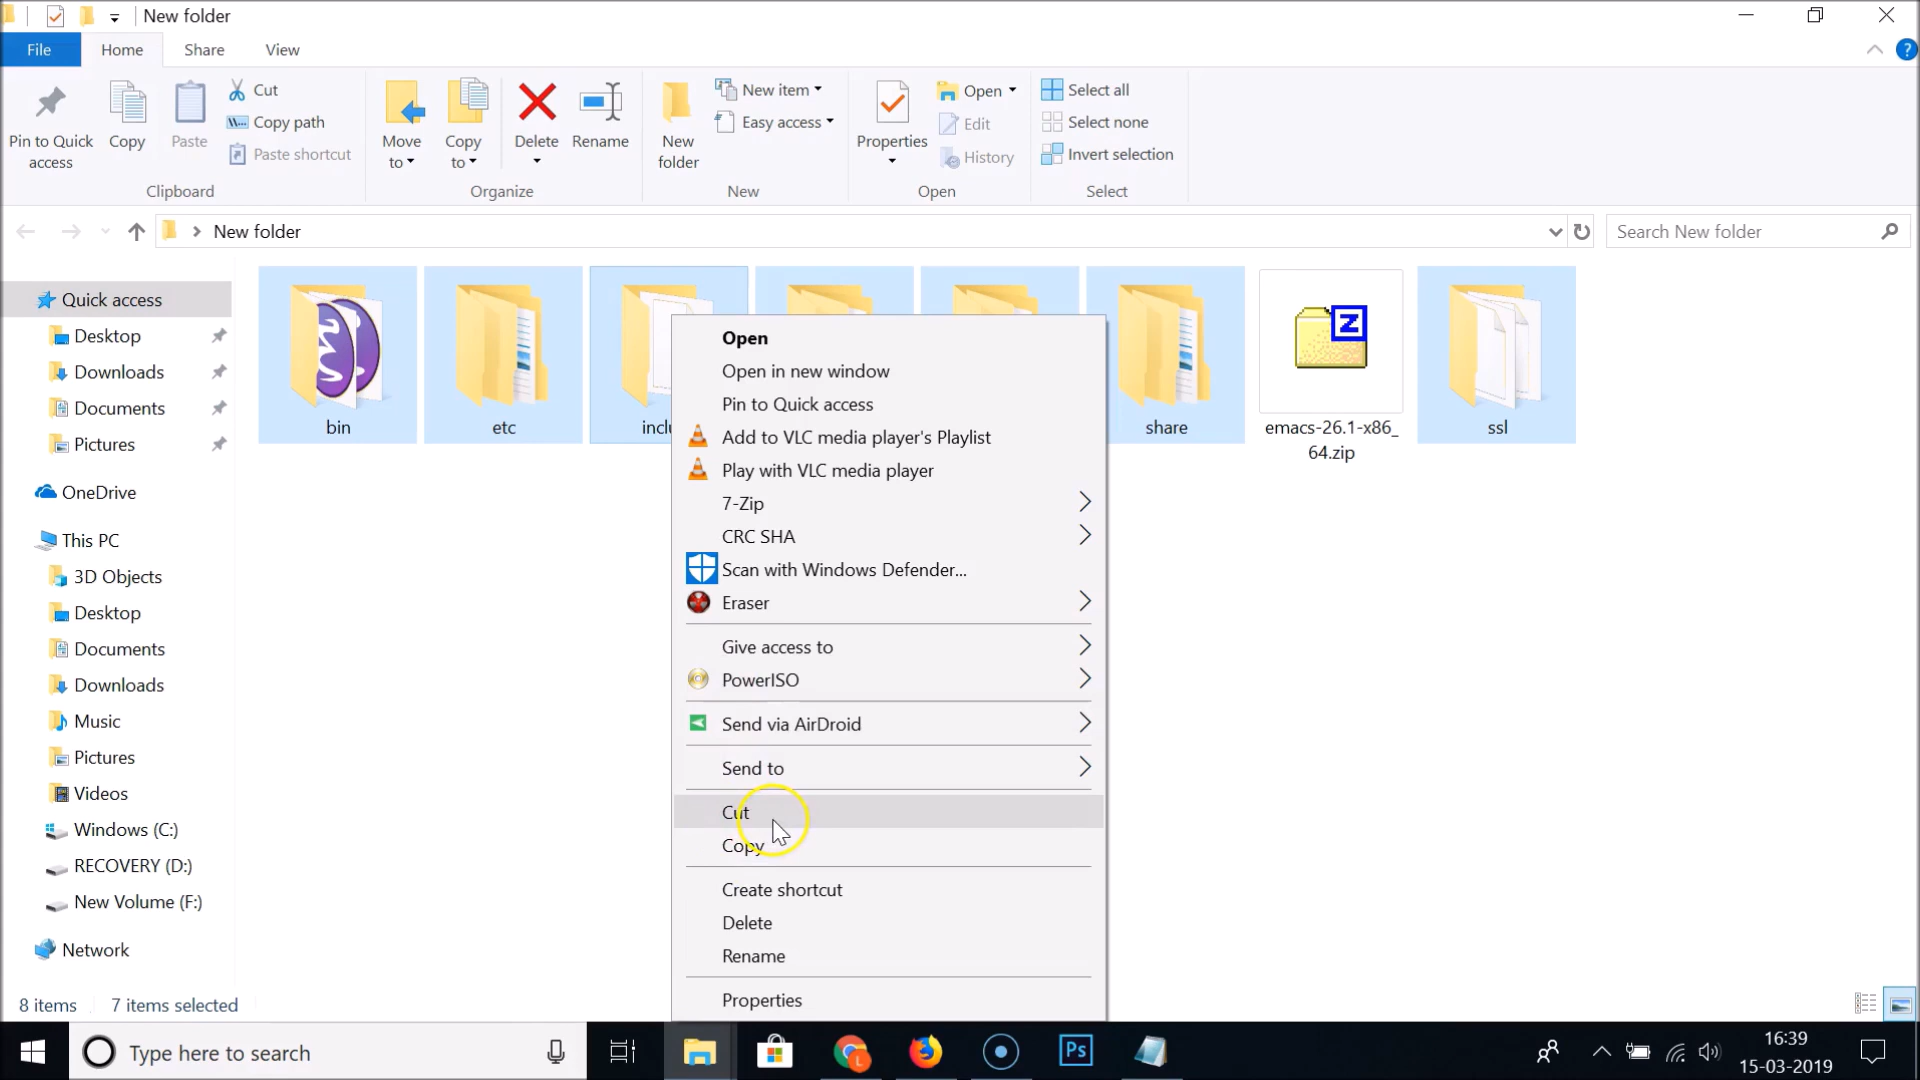 New folder
File Home Share View
Pin to Quick access
Copy
Paste
Cut
Copy path
Paste shortcut
Clipboard
Move to
Copy to
Delete
Rename
Organize
New folder
New item
Easy access
New
Properties
Open
Edit
History
Open
Select all
Select none
Invert selection
Select
New folder
Search New folder
Quick access
Desktop
Downloads
Documents
Pictures
OneDrive
This PC
3D Objects
Desktop
Documents
Downloads
Music
Pictures
Videos
Windows (C:)
RECOVERY (D:)
New Volume (F:)
Network
bin
etc
inclu
share
Z
emacs-26.1-x86_
64.zip
ssl
Open
Open in new window
Pin to Quick access
Add to VLC media player's Playlist
Play with VLC media player
7-Zip
CRC SHA
Scan with Windows Defender...
Eraser
Give access to
PowerISO
Send via AirDroid
Send to
Cut
Copy
Create shortcut
Delete
Rename
Properties
8 items 7 items selected
Type here to search
L
Ps
16:39
15-03-2019